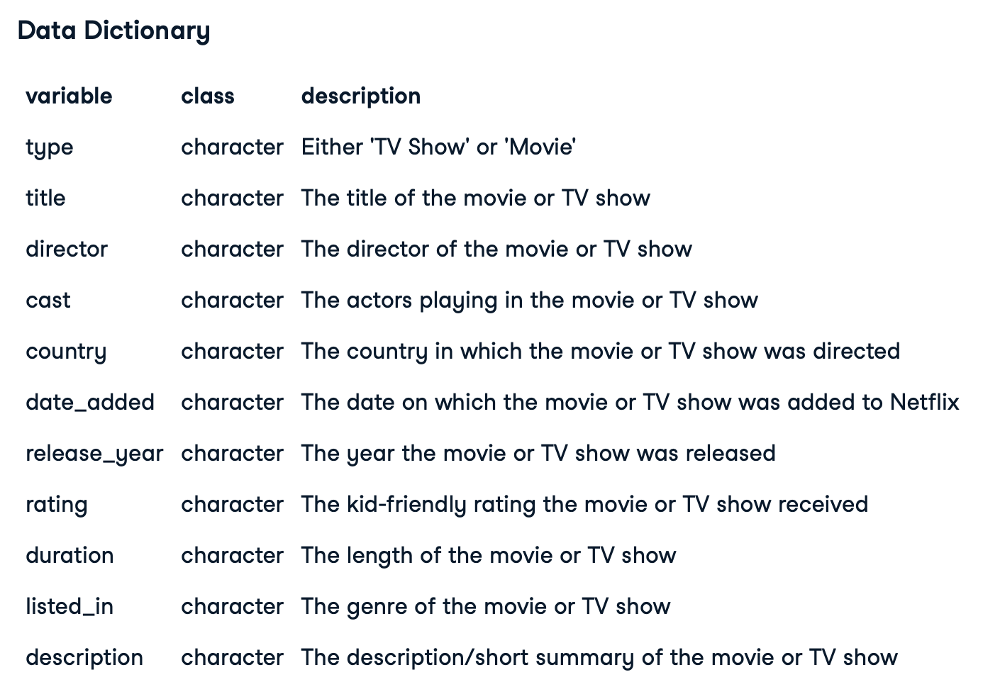 Data Dictionary
variable class description
type character Either 'TV Show' or 'Movie'
title character The title of the movie or TV show
director character The director of the movie or TV show
cast character The actors playing in the movie or TV show
country character The country in which the movie or TV show was directed
date_added character The date on which the movie or TV show was added to Netflix
release_year character The year the movie or TV show was released
rating character The kid-friendly rating the movie or TV show received
duration character The length of the movie or TV show
listed_in character The genre of the movie or TV show
description character The description/short summary of the movie or TV show